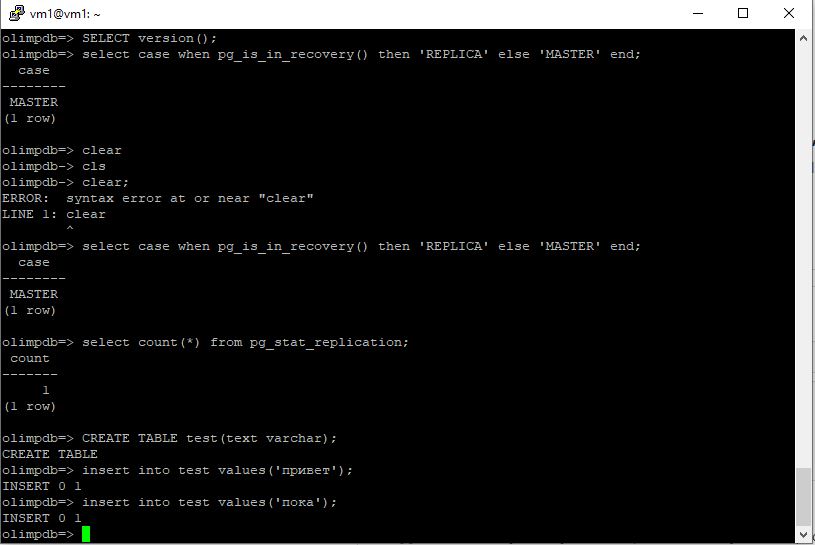 vm1@vm1: ~
olimpdb=> SELECT version();
olimpdb=> select case when pg_is_in_recovery() then 'REPLICA' else 'MASTER' end;
  case
--------
 MASTER
(1 row)

olimpdb=> clear
olimpdb-> cls
olimpdb-> clear;
ERROR:  syntax error at or near "clear"
LINE 1: clear
        ^
olimpdb=> select case when pg_is_in_recovery() then 'REPLICA' else 'MASTER' end;
  case
--------
 MASTER
(1 row)

olimpdb=> select count(*) from pg_stat_replication;
 count
-------
     1
(1 row)

olimpdb=> CREATE TABLE test(text varchar);
CREATE TABLE
olimpdb=> insert into test values('привет');
INSERT 0 1
olimpdb=> insert into test values('пока');
INSERT 0 1
olimpdb=>